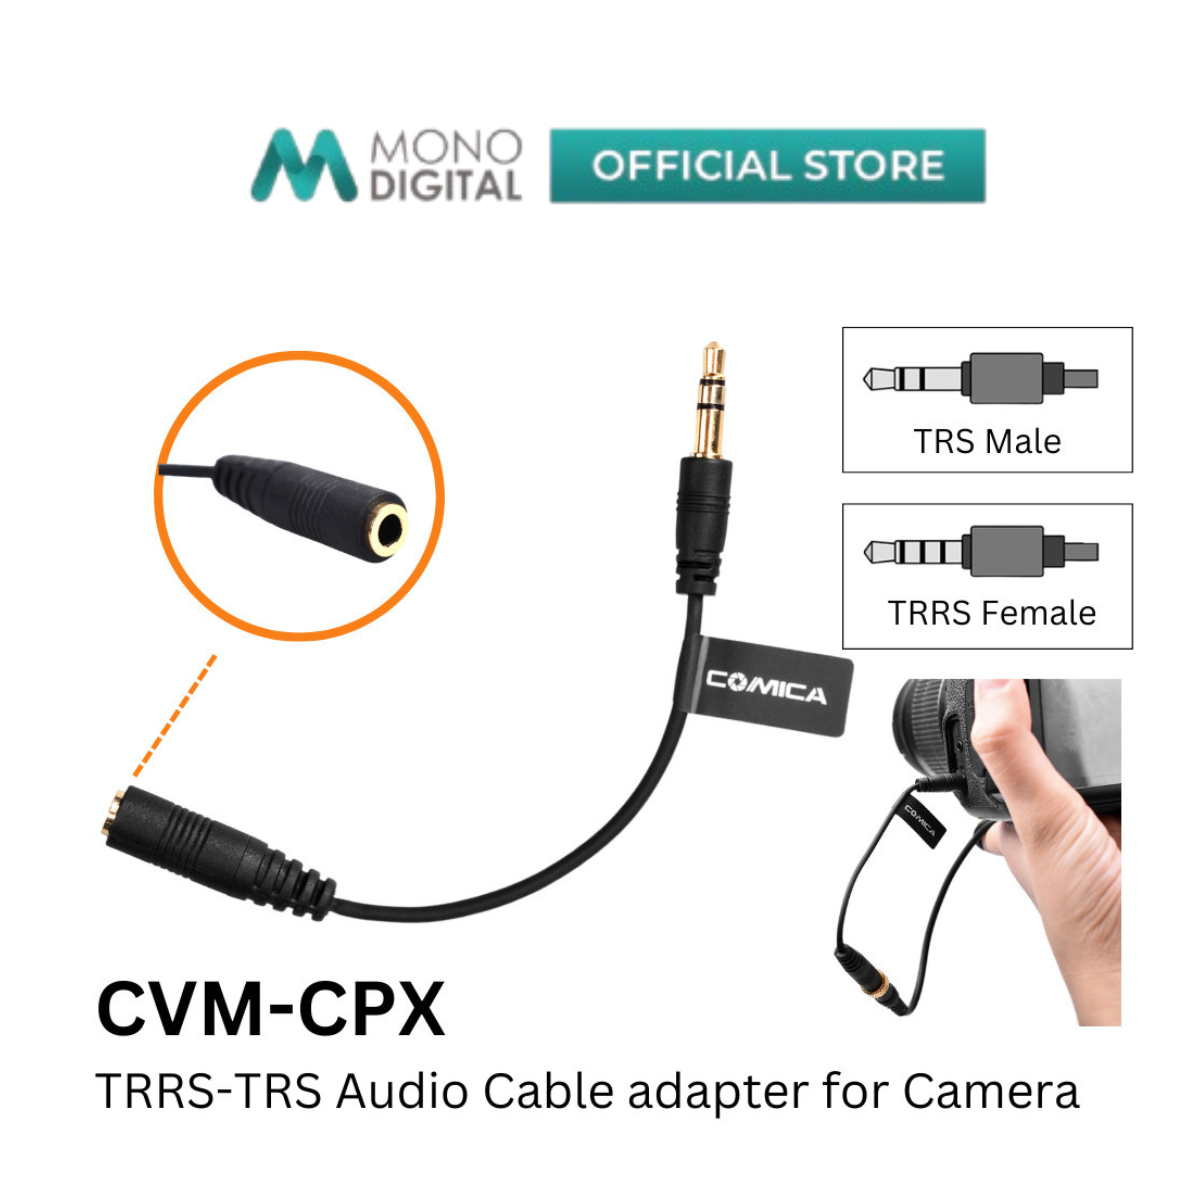 MONO
DIGITAL
OFFICIAL STORE
TRS Male
TRRS Female
COMICA
COMICA
CVM-CPX
TRRS-TRS Audio Cable adapter for Camera